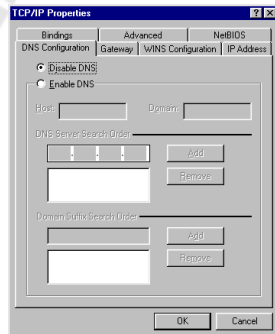 TCP/IP Properties
Bindings Advanced NetBIOS
DNS Configuration Gateway WINS Configuration IP Address
Disable DNS
Enable DNS
Host: Domain:
DNS Server Search Order
Add
Remove
Domain Suffix Search Order
Add
Remove
OK Cancel